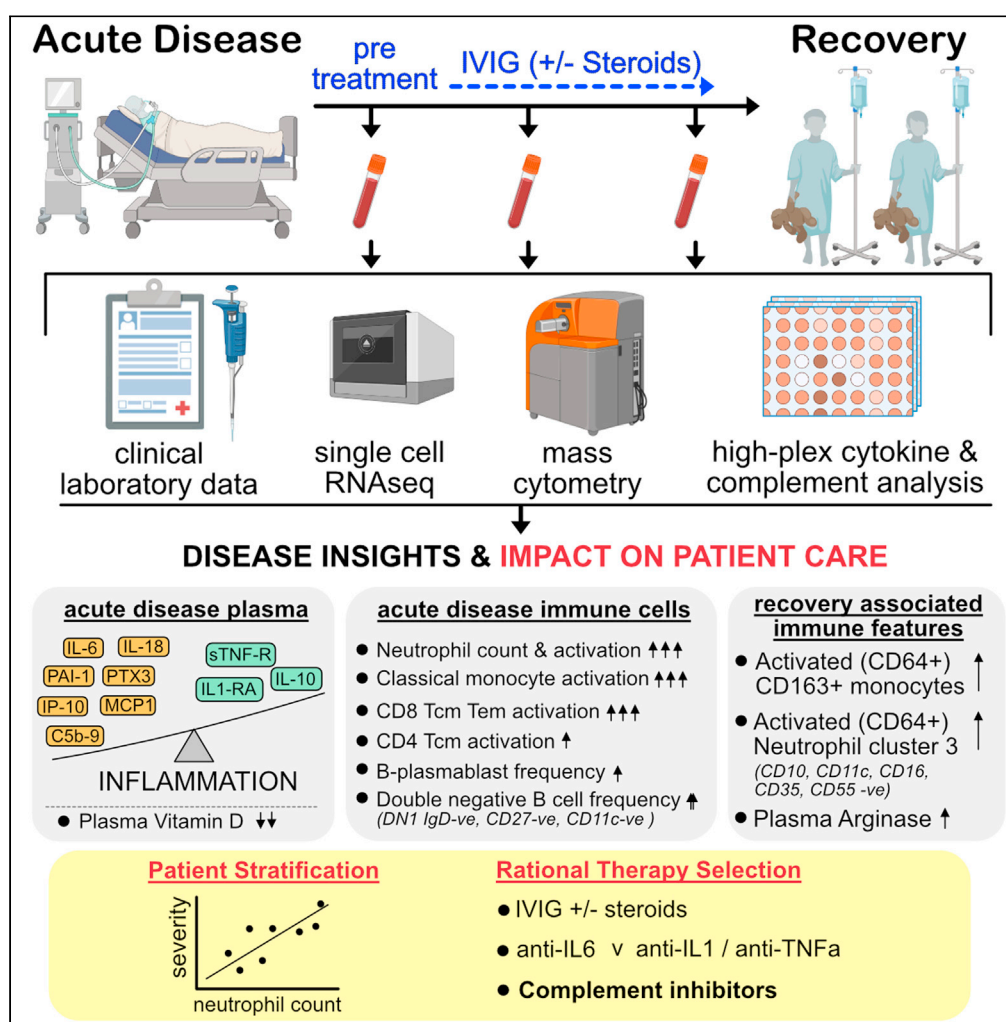 Acute Disease
pre
treatment
IVIG (+/- Steroids)
Recovery
clinical
laboratory data
single cell
RNAseq
mass
cytometry
high-plex cytokine &
complement analysis
DISEASE INSIGHTS & IMPACT ON PATIENT CARE
acute disease plasma
IL-6
IL-18
PAI-1
PTX3
IP-10
MCP1
C5b-9
sTNF-R
IL1-RA
IL-10
INFLAMMATION
● Plasma Vitamin D ↓↓
acute disease immune cells
● Neutrophil count & activation ↑↑↑
● Classical monocyte activation ↑↑↑
● CD8 Tcm Tem activation ↑↑↑
● CD4 Tcm activation ↑
● B-plasmablast frequency ↑
● Double negative B cell frequency ↑↑
(DN1 IgD-ve, CD27-ve, CD11c-ve )
recovery associated
immune features
● Activated (CD64+) ↑
CD163+ monocytes
● Activated (CD64+) ↑
Neutrophil cluster 3
(CD10, CD11c, CD16,
CD35, CD55 -ve)
● Plasma Arginase ↑
Patient Stratification
severity
neutrophil count
Rational Therapy Selection
● IVIG +/- steroids
● anti-IL6 v anti-IL1 / anti-TNFa
● Complement inhibitors